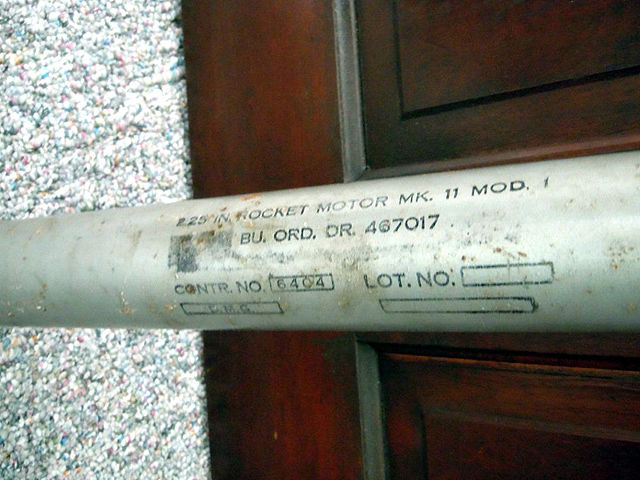 2.25 IN. ROCKET MOTOR MK. 11 MOD. 1
BU. ORD. DR. 467017
CONTR. NO. 6404 LOT. NO.